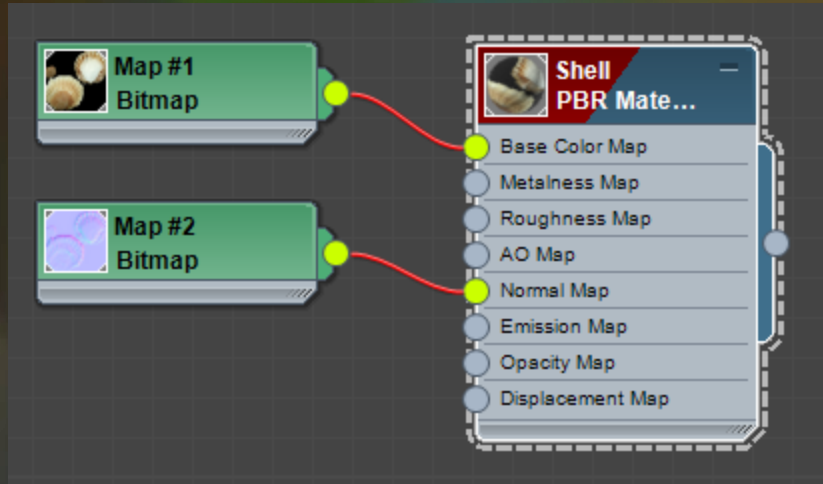 Map #1
Bitmap
Map #2
Bitmap
Shell
PBR Mate...
Base Color Map
Metalness Map
Roughness Map
AO Map
Normal Map
Emission Map
Opacity Map
Displacement Map